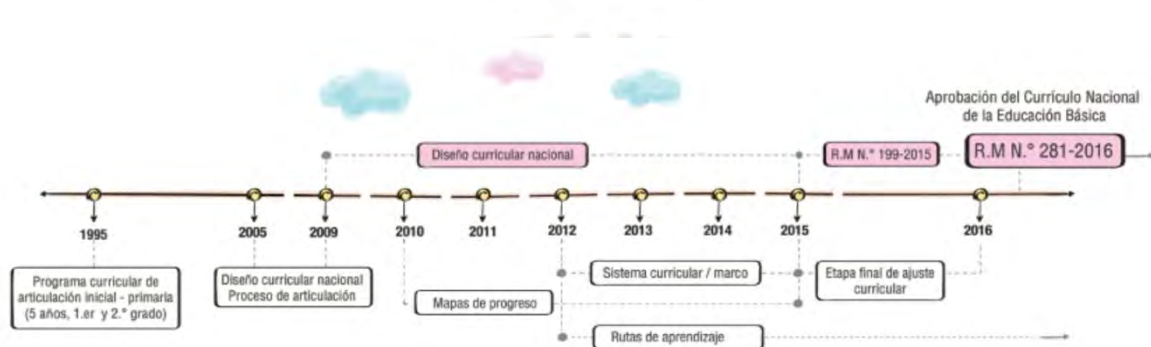 Aprobación del Currículo Nacional
de la Educación Básica
Diseño curricular nacional
R.M N.° 199-2015
R.M N.° 281-2016
1995
2005
2009
2010
2011
2012
2013
2014
2015
2016
Programa curricular de
articulación inicial - primaria
(5 años, 1.er y 2.° grado)
Diseño curricular nacional
Proceso de articulación
Sistema curricular / marco
Etapa final de ajuste
curricular
Mapas de progreso
Rutas de aprendizaje